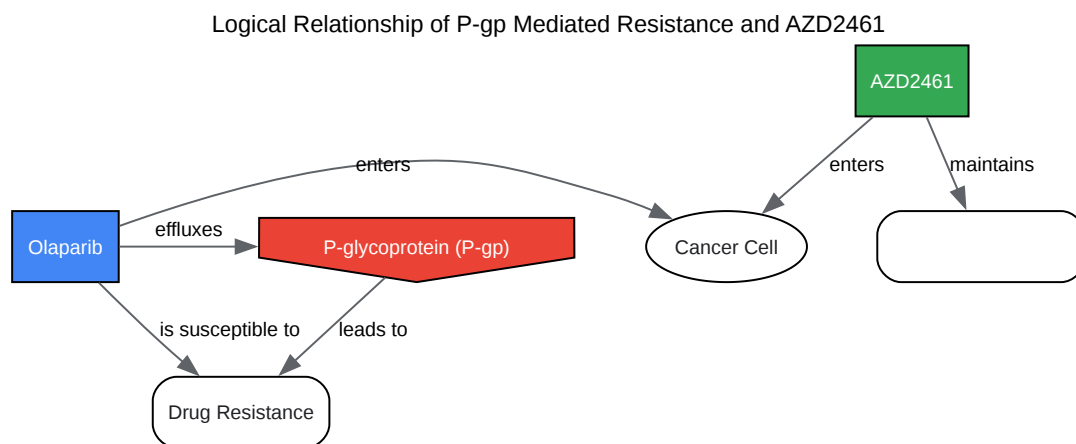 Logical Relationship of P-gp Mediated Resistance and AZD2461
AZD2461
enters
enters
maintains
Olaparib
effluxes
P-glycoprotein (P-gp)
Cancer Cell
is susceptible to
leads to
Drug Resistance